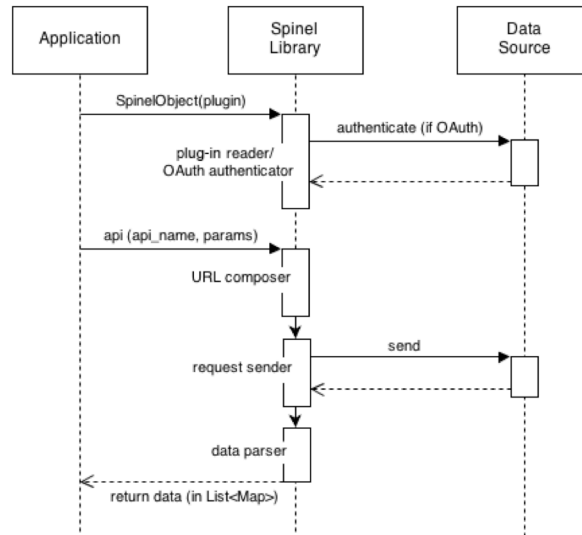 Application
Spinel
Library
Data
Source
SpinelObject(plugin)
authenticate (if OAuth)
plug-in reader/
OAuth authenticator
api (api_name, params)
URL composer
send
request sender
data parser
return data (in List<Map>)